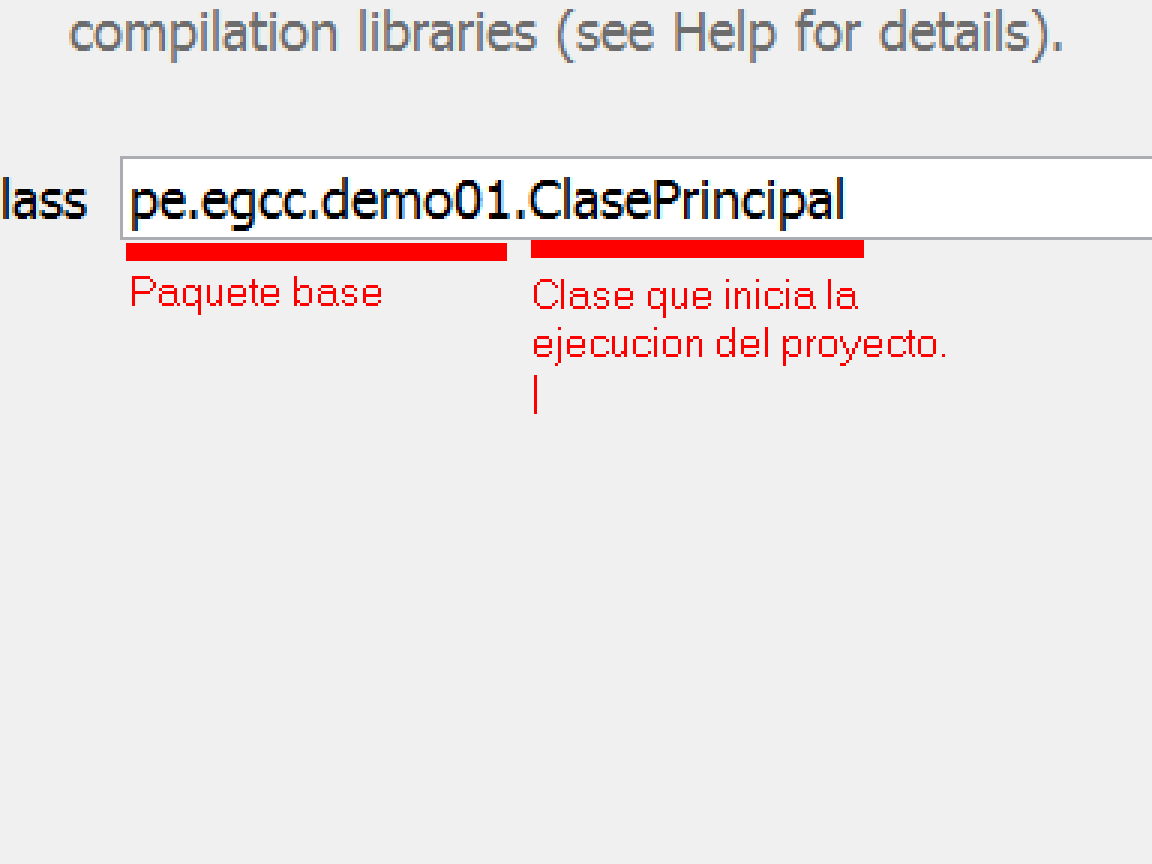 compilation libraries (see Help for details).
lass pe.egcc.demo01.ClasePrincipal
Paquete base
Clase que inicia la
ejecucion del proyecto.